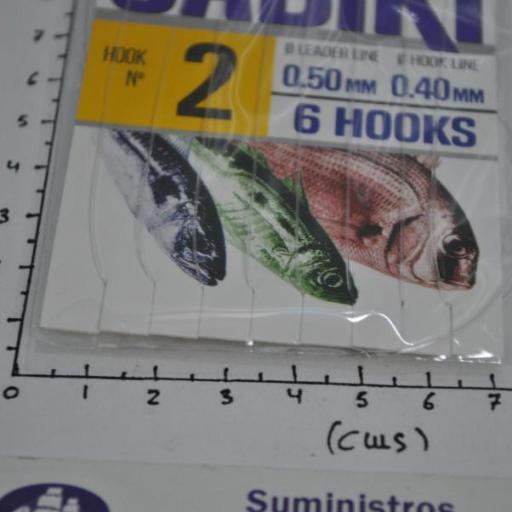 SABIKI
HOOK
Nº
2
Ø LEADER LINE
0.50 MM
Ø HOOK LINE
0.40 MM
6 HOOKS
7
6
5
4
3
0 1 2 3 4 5 6 7
(cms)
Suministros